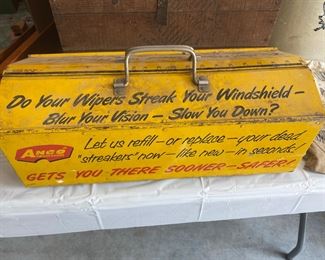 Do Your Wipers Streak Your Windshield -
Blur Your Vision - Slow You Down?
ANCO
Let us refill - or replace - your dead
"streakers" now - like new - in seconds!
GETS YOU THERE SOONER - SAFER!